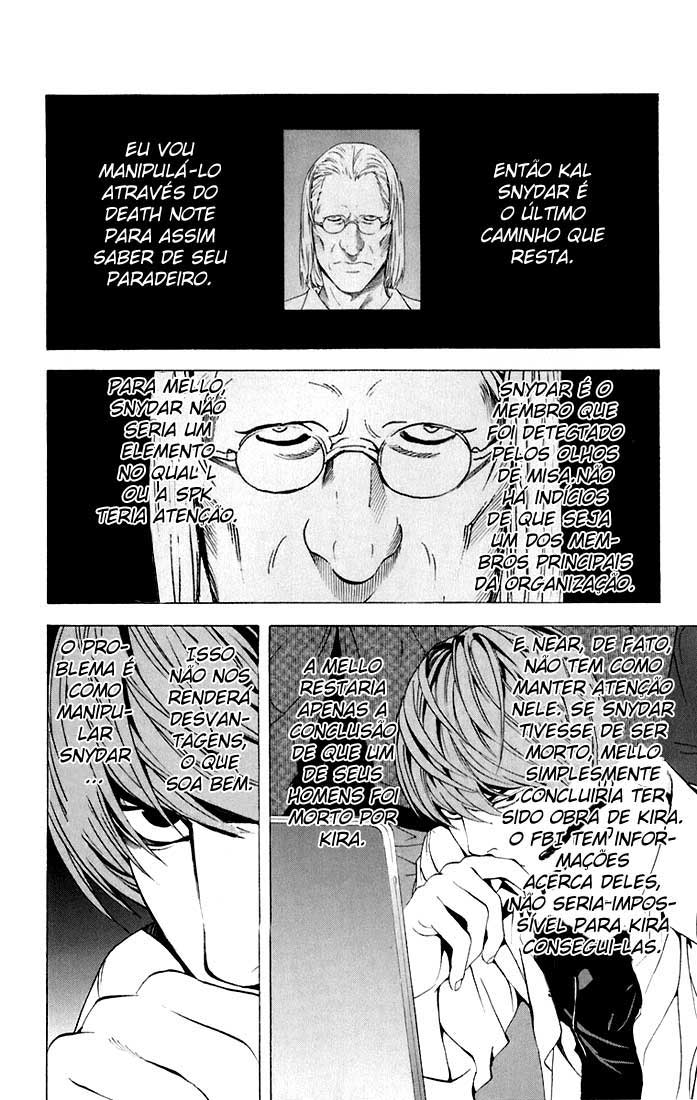 ENTÃO KAL
SNYDAR É
O ÚLTIMO
CAMINHO QUE
RESTA.
EU VOU
MANIPULÁ-LO
ATRAVÉS DO
DEATH NOTE
PARA ASSIM
SABER DE SEU
PARADEIRO.
SNYDAR É O
MEMBRO QUE
FOI DETECTADO
PELOS OLHOS
DE MISA.NÃO
HÁ INDÍCIOS
DE QUE SEJA
UM DOS MEM-
BROS PRINCIPAIS
DA ORGANIZAÇÃO.
PARA MELLO,
SNYDAR NÃO
SERIA UM
ELEMENTO
NO QUAL L
OU A SPK
TERIA ATENÇÃO.
E NEAR, DE FATO,
NÃO TEM COMO
MANTER ATENÇÃO
NELE. SE SNYDAR
TIVESSE DE SER
MORTO, MELLO
SIMPLESMENTE
CONCLUIRIA TER
SIDO OBRA DE KIRA.
O FBI TEM INFOR-
MAÇÕES
ACERCA DELES,
NÃO SERIA-IMPOS-
SÍVEL PARA KIRA
CONSEGUI-LAS.
A MELLO
RESTARIA
APENAS A
CONCLUSÃO
DE QUE UM
DE SEUS
HOMENS FOI
MORTO POR
KIRA.
ISSO
NÃO NOS
RENDERÁ
DESVAN-
TAGENS,
O QUE
SOA BEM.
O PRO-
BLEMA É
COMO
MANIPU-
LAR
SNYDAR
...